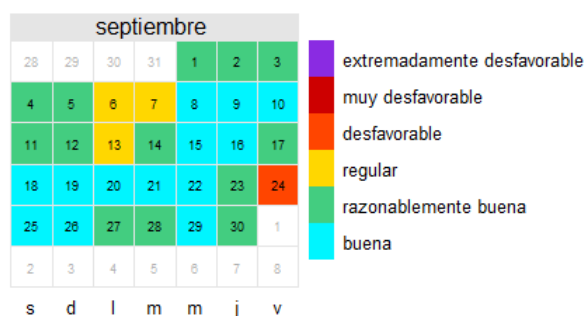 septiembre
28 29 30 31 1 2 3
4 5 6 7 8 9 10
11 12 13 14 15 16 17
18 19 20 21 22 23 24
25 26 27 28 29 30 1
2 3 4 5 6 7 8
s d l m m j v
extremadamente desfavorable
muy desfavorable
desfavorable
regular
razonablemente buena
buena